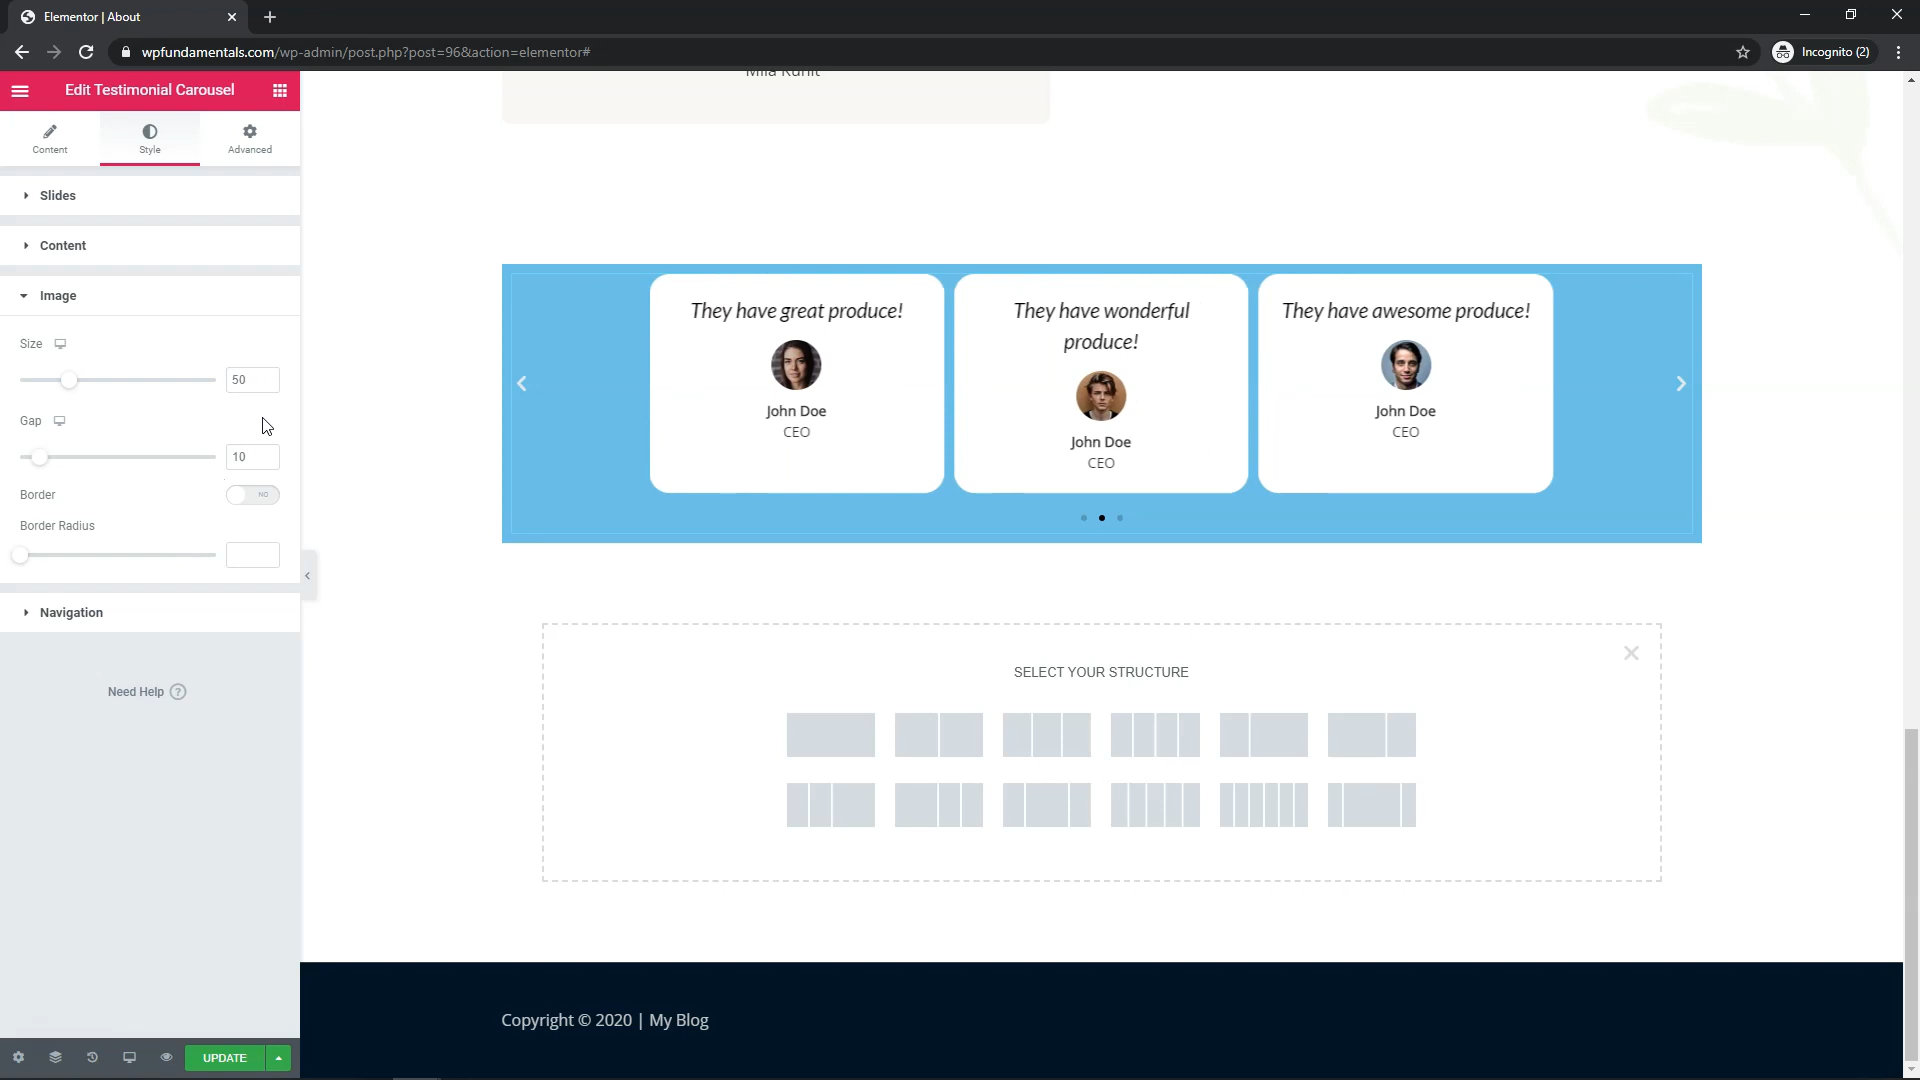 Elementor | About
wpfundamentals.com/wp-admin/post.php?post=96&action=elementor#
Incognito (2)
Edit Testimonial Carousel
Content
Style
Advanced
Slides
Content
Image
Size
50
Gap
10
Border
NO
Border Radius
Navigation
Need Help ?
UPDATE
They have great produce!
John Doe
CEO
They have wonderful
produce!
John Doe
CEO
They have awesome produce!
John Doe
CEO
SELECT YOUR STRUCTURE
Copyright © 2020 | My Blog